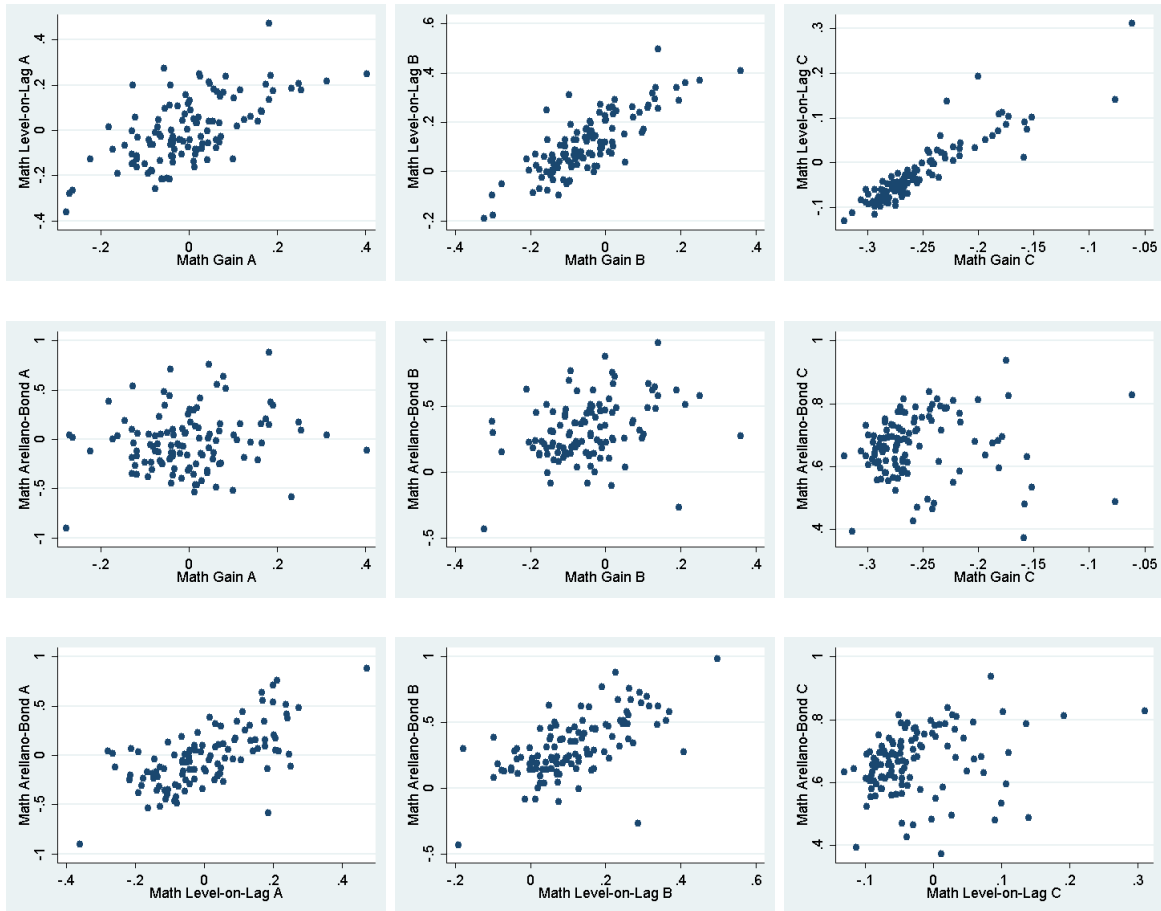 Math Level-on-Lag A
-.4 -.2 0 .2 .4
-.2 0 .2 .4
Math Gain A
Math Level-on-Lag B
-.2 0 .2 .4 .6
-.4 -.2 0 .2 .4
Math Gain B
Math Level-on-Lag C
-.1 0 .1 .2 .3
-.3 -.25 -.2 -.15 -.1 -.05
Math Gain C
Math Arellano-Bond A
-1 -.5 0 .5 1
-.2 0 .2 .4
Math Gain A
Math Arellano-Bond B
-.5 0 .5 1
-.4 -.2 0 .2 .4
Math Gain B
Math Arellano-Bond C
.4 .6 .8 1
-.3 -.25 -.2 -.15 -.1 -.05
Math Gain C
Math Arellano-Bond A
-1 -.5 0 .5 1
-.4 -.2 0 .2 .4
Math Level-on-Lag A
Math Arellano-Bond B
-.5 0 .5 1
-.2 0 .2 .4 .6
Math Level-on-Lag B
Math Arellano-Bond C
.4 .6 .8 1
-.1 0 .1 .2 .3
Math Level-on-Lag C